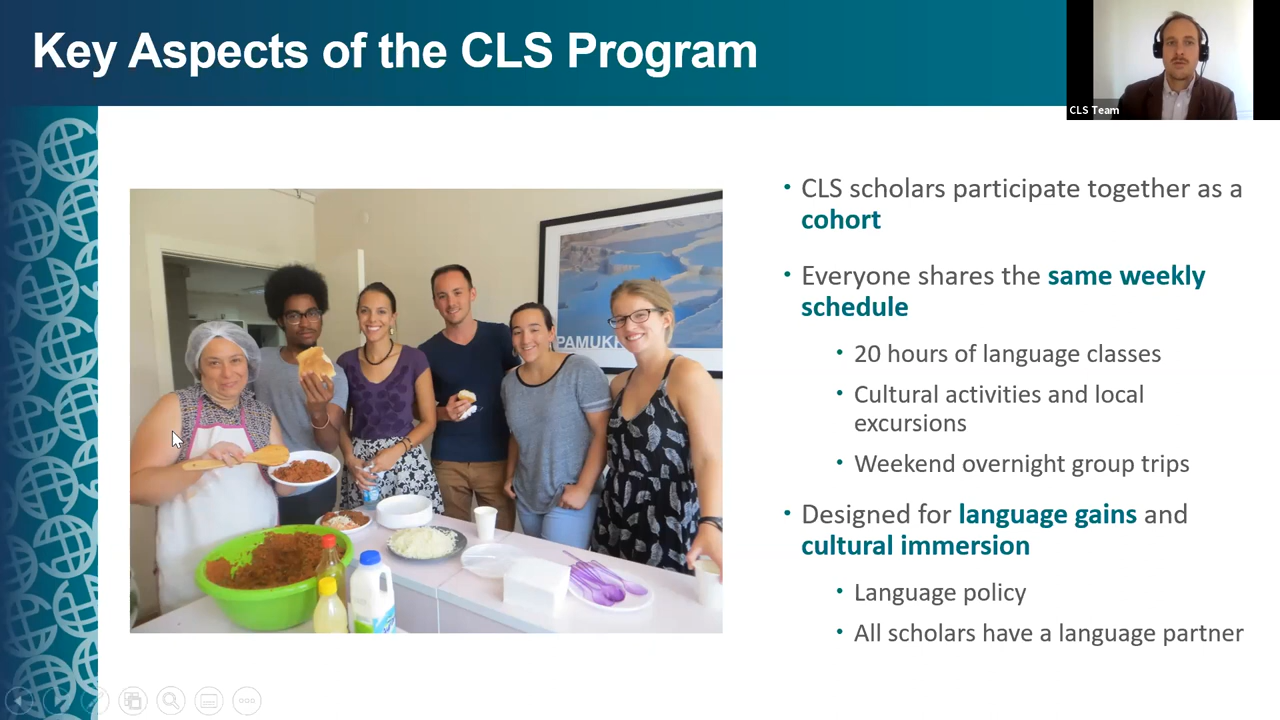 Key Aspects of the CLS Program
CLS Team
PAMUK
• CLS scholars participate together as a
cohort
• Everyone shares the same weekly
schedule
• 20 hours of language classes
• Cultural activities and local
excursions
• Weekend overnight group trips
• Designed for language gains and
cultural immersion
• Language policy
• All scholars have a language partner